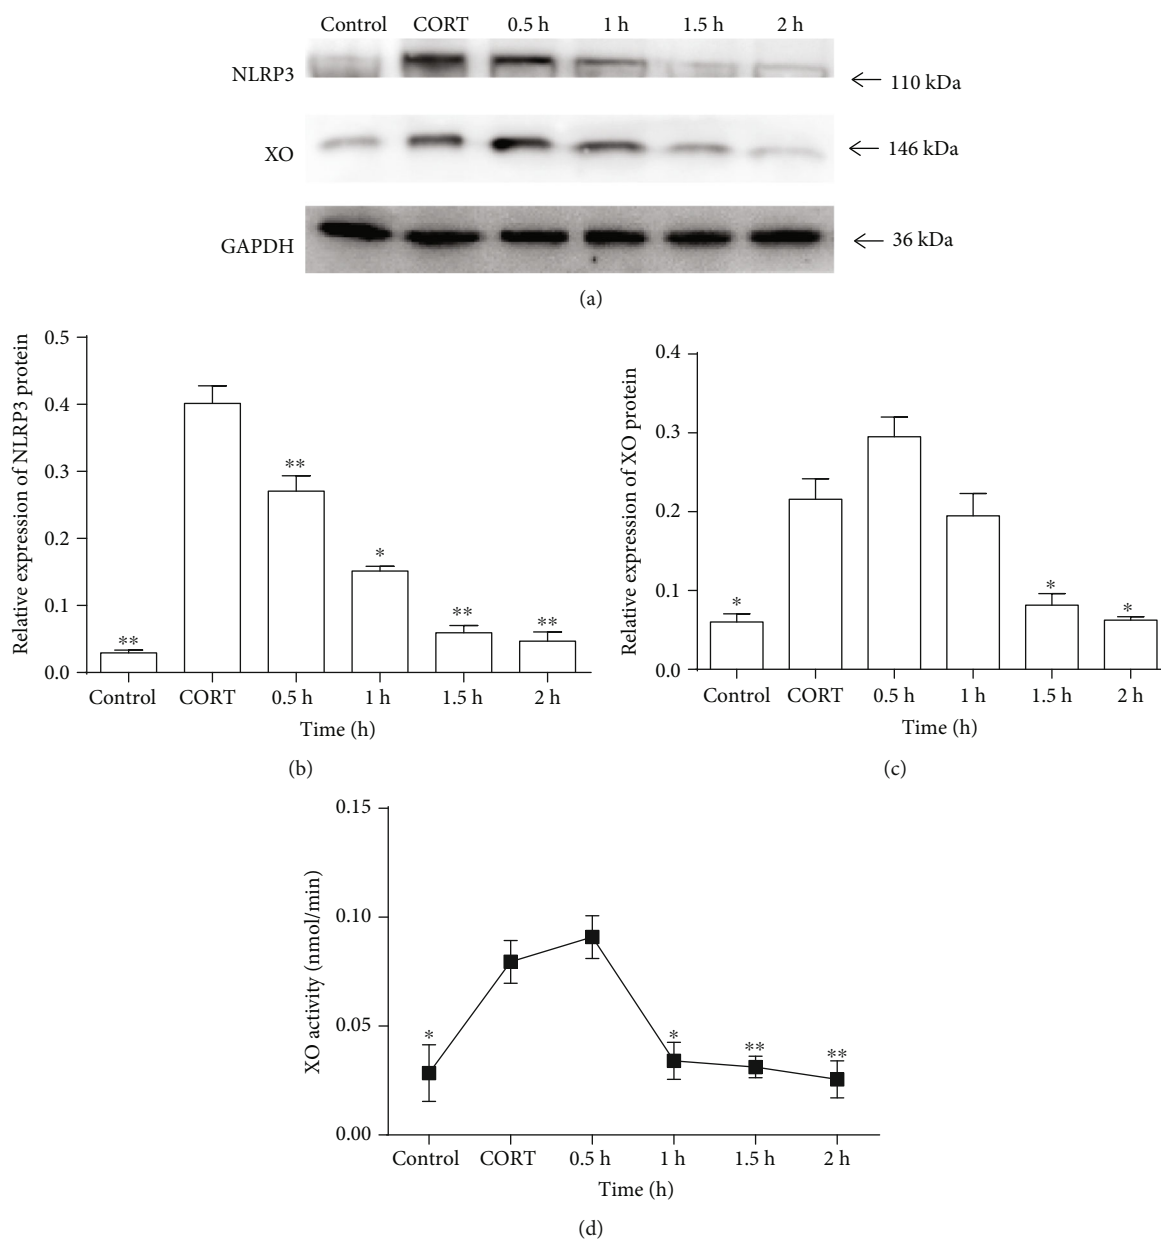 Control CORT 0.5 h 1 h 1.5 h 2 h
NLRP3
110 kDa
XO
146 kDa
GAPDH
36 kDa
(a)
Relative expression of NLRP3 protein
0.5
0.4
0.3
0.2
0.1
0.0
**
**
*
**
**
Control CORT 0.5 h 1 h 1.5 h 2 h
Time (h)
(b)
Relative expression of XO protein
0.4
0.3
0.2
0.1
0.0
*
*
*
Control CORT 0.5 h 1 h 1.5 h 2 h
Time (h)
(c)
XO activity (nmol/min)
0.15
0.10
0.05
0.00
*
*
**
**
Control CORT 0.5 h 1 h 1.5 h 2 h
Time (h)
(d)